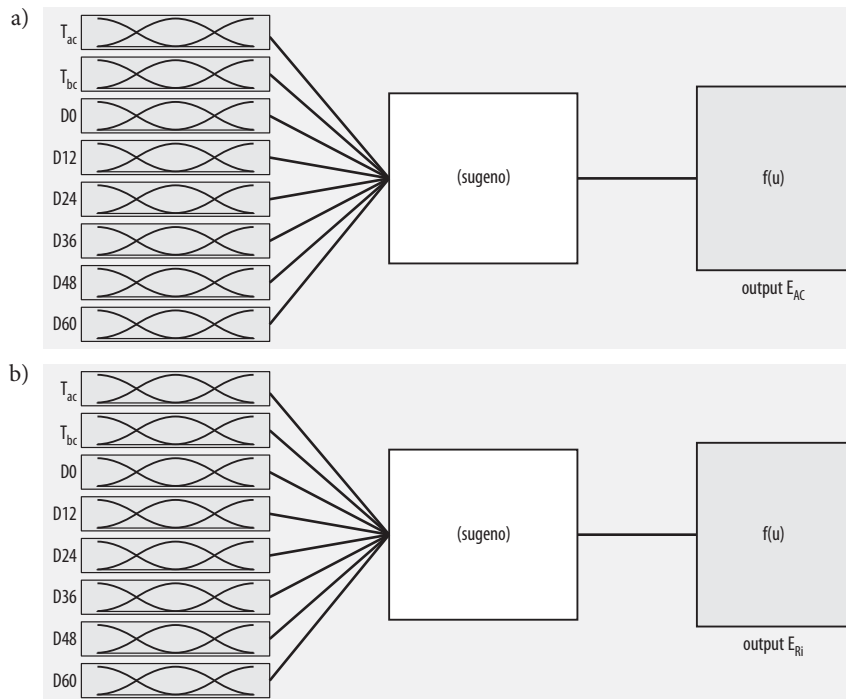 a)
T_ac
T_bc
D0
D12
D24
D36
D48
D60
(sugeno)
f(u)
output E_AC
b)
T_ac
T_bc
D0
D12
D24
D36
D48
D60
(sugeno)
f(u)
output E_Ri